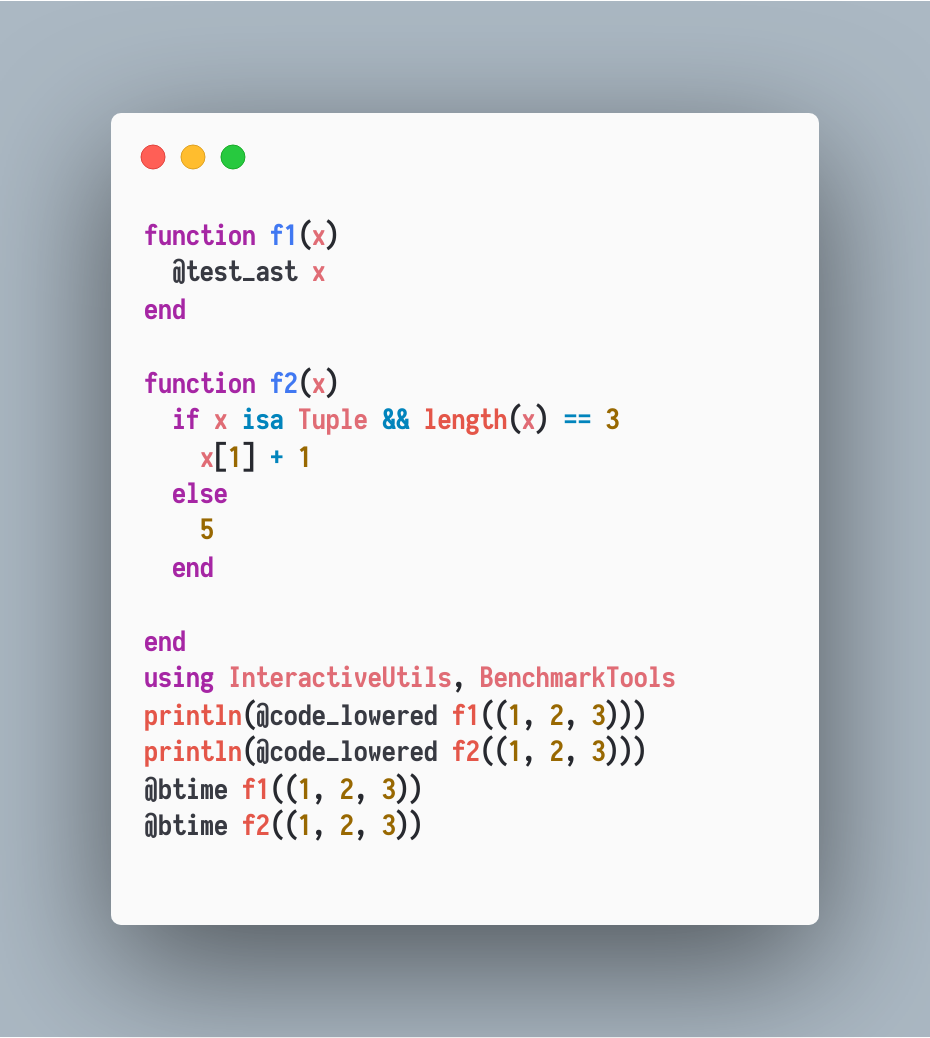 function f1(x)
  @test_ast x
end

function f2(x)
  if x isa Tuple && length(x) == 3
    x[1] + 1
  else
    5
  end

end
using InteractiveUtils, BenchmarkTools
println(@code_lowered f1((1, 2, 3)))
println(@code_lowered f2((1, 2, 3)))
@btime f1((1, 2, 3))
@btime f2((1, 2, 3))